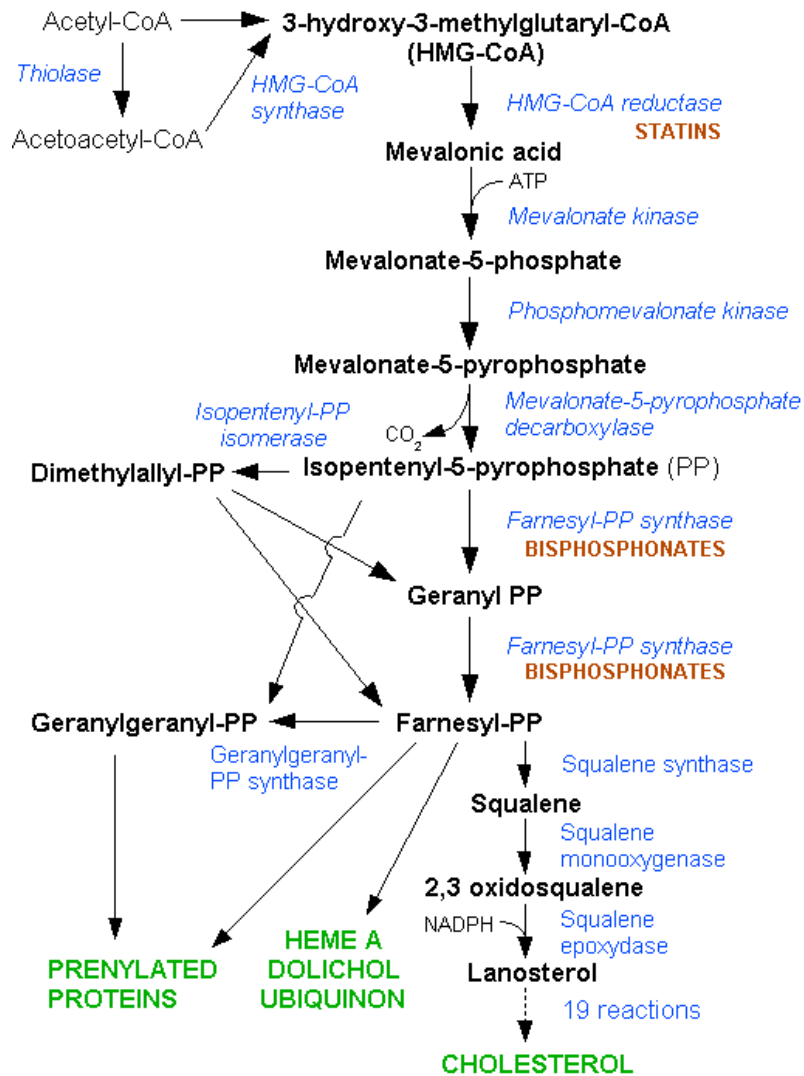 Acetyl-CoA
3-hydroxy-3-methylglutaryl-CoA
(HMG-CoA)
Thiolase
HMG-CoA
synthase
HMG-CoA reductase
STATINS
Acetoacetyl-CoA
Mevalonic acid
ATP
Mevalonate kinase
Mevalonate-5-phosphate
Phosphomevalonate kinase
Mevalonate-5-pyrophosphate
Isopentenyl-PP
isomerase
CO2
Mevalonate-5-pyrophosphate
decarboxylase
Dimethylallyl-PP
Isopentenyl-5-pyrophosphate (PP)
Farnesyl-PP synthase
BISPHOSPHONATES
Geranyl PP
Farnesyl-PP synthase
BISPHOSPHONATES
Geranylgeranyl-PP
Farnesyl-PP
Geranylgeranyl-
PP synthase
Squalene synthase
Squalene
Squalene
monooxygenase
2,3 oxidosqualene
NADPH
Squalene
epoxydase
Lanosterol
PRENYLATED
PROTEINS
HEME A
DOLICHOL
UBIQUINON
19 reactions
CHOLESTEROL